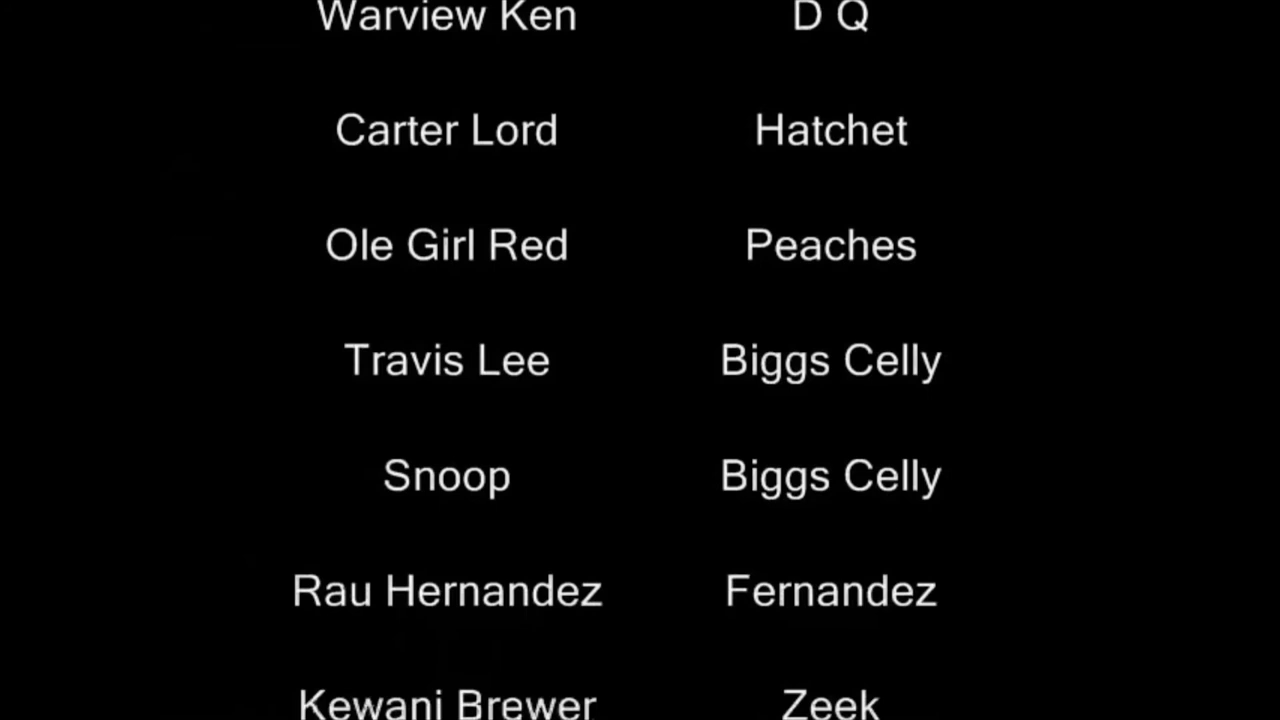 Warview Ken D Q
Carter Lord Hatchet
Ole Girl Red Peaches
Travis Lee Biggs Celly
Snoop Biggs Celly
Rau Hernandez Fernandez
Kewani Brewer Zeek